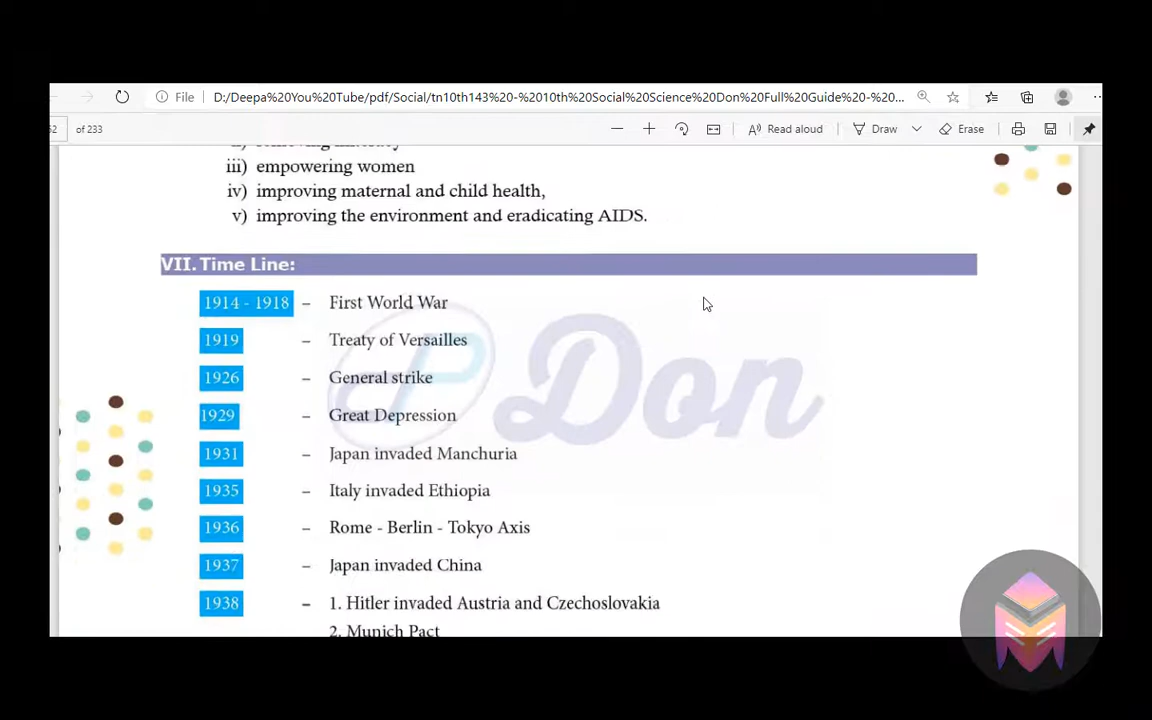 File D:/Deepa%20You%20Tube/pdf/Social/tn10th143%20-%2010th%20Social%20Science%20Don%20Full%20Guide%20-%20...
of 233 Read aloud Draw Erase
iii) empowering women
iv) improving maternal and child health,
v) improving the environment and eradicating AIDS.
VII. Time Line:
1914 - 1918 – First World War
1919 – Treaty of Versailles
1926 – General strike
1929 – Great Depression
1931 – Japan invaded Manchuria
1935 – Italy invaded Ethiopia
1936 – Rome - Berlin - Tokyo Axis
1937 – Japan invaded China
1938 – 1. Hitler invaded Austria and Czechoslovakia
2. Munich Pact
Don